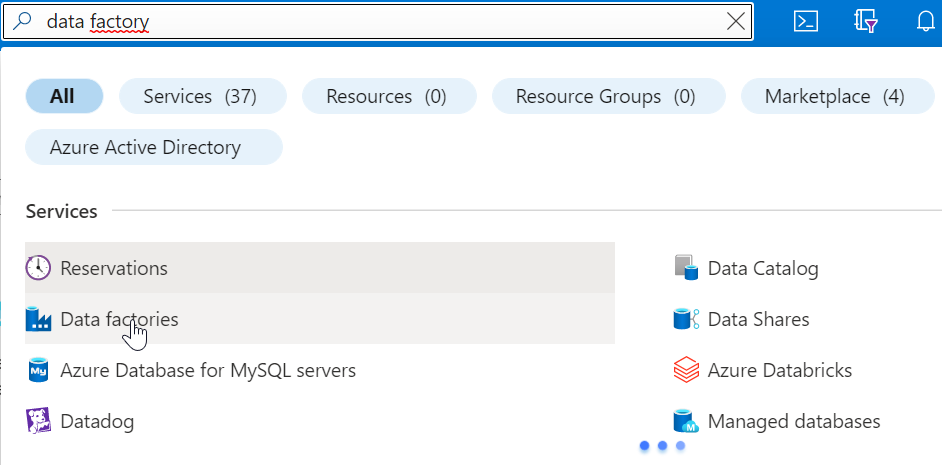 data factory
All Services (37) Resources (0) Resource Groups (0) Marketplace (4)
Azure Active Directory
Services
Reservations
Data factories
Azure Database for MySQL servers
Datadog
Data Catalog
Data Shares
Azure Databricks
Managed databases